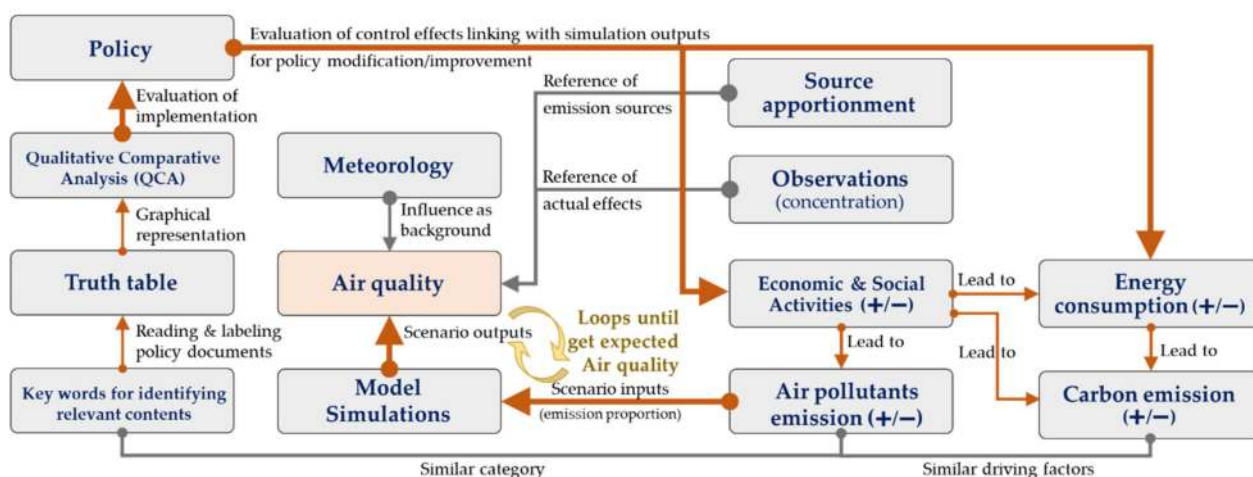 Policy
Evaluation of control effects linking with simulation outputs
for policy modification/improvement
Evaluation of
implementation
Reference of
emission sources
Source
apportionment
Qualitative Comparative
Analysis (QCA)
Meteorology
Reference of
actual effects
Observations
(concentration)
Graphical
representation
Influence as
background
Truth table
Air quality
Economic & Social
Activities (+/−)
Lead to
Energy
consumption (+/−)
Reading & labeling
policy documents
Scenario outputs
Loops until
get expected
Air quality
Lead to
Lead to
Lead to
Key words for identifying
relevant contents
Model
Simulations
Scenario inputs
(emission proportion)
Air pollutants
emission (+/−)
Carbon emission
(+/−)
Similar category
Similar driving factors